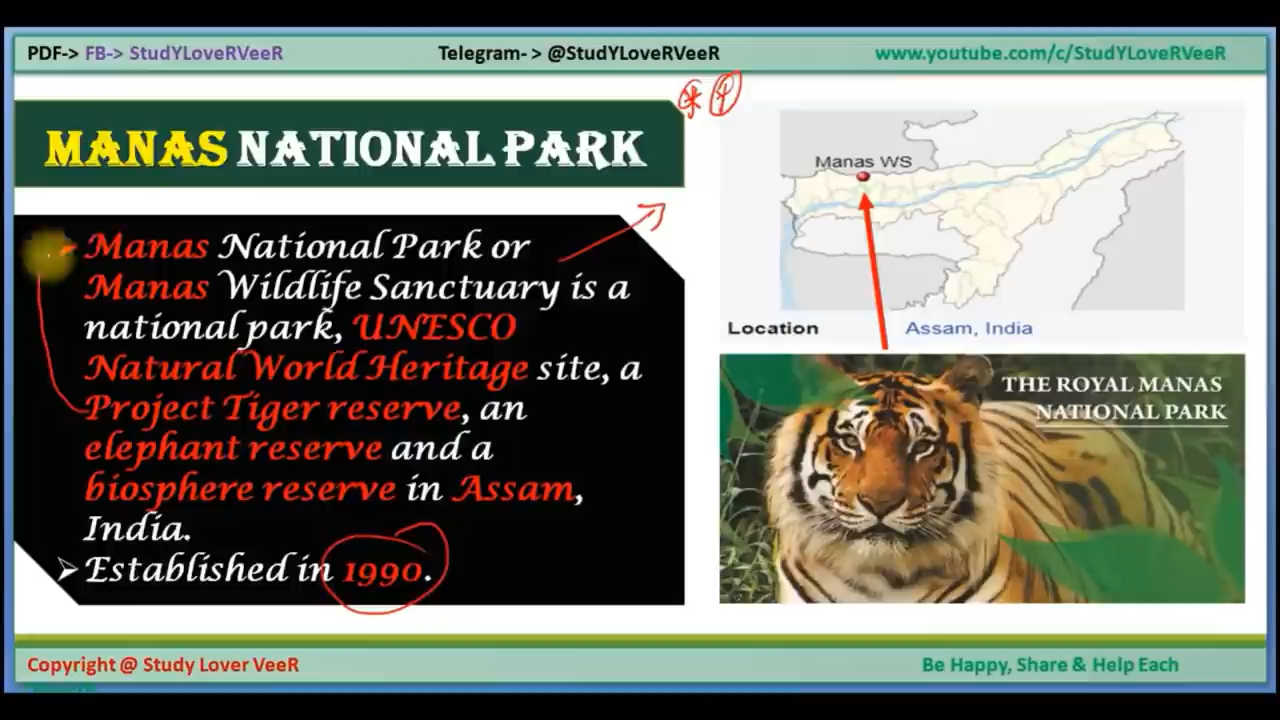 PDF-> FB-> StudYLoveRVeeR
Telegram- > @StudYLoveRVeeR
www.youtube.com/c/StudYLoveRVeeR
MANAS NATIONAL PARK
Manas National Park or
Manas Wildlife Sanctuary is a
national park, UNESCO
Natural World Heritage site, a
Project Tiger reserve, an
elephant reserve and a
biosphere reserve in Assam,
India.
Established in 1990.
Manas WS
Location Assam, India
THE ROYAL MANAS
NATIONAL PARK
Copyright @ Study Lover VeeR
Be Happy, Share & Help Each